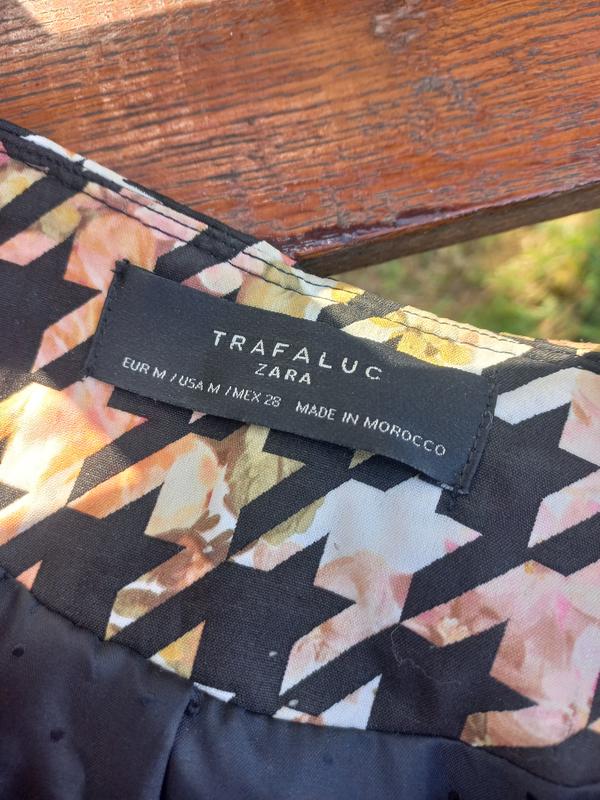 TRAFALUC
ZARA
EUR M / USA M / MEX 28 MADE IN MOROCCO